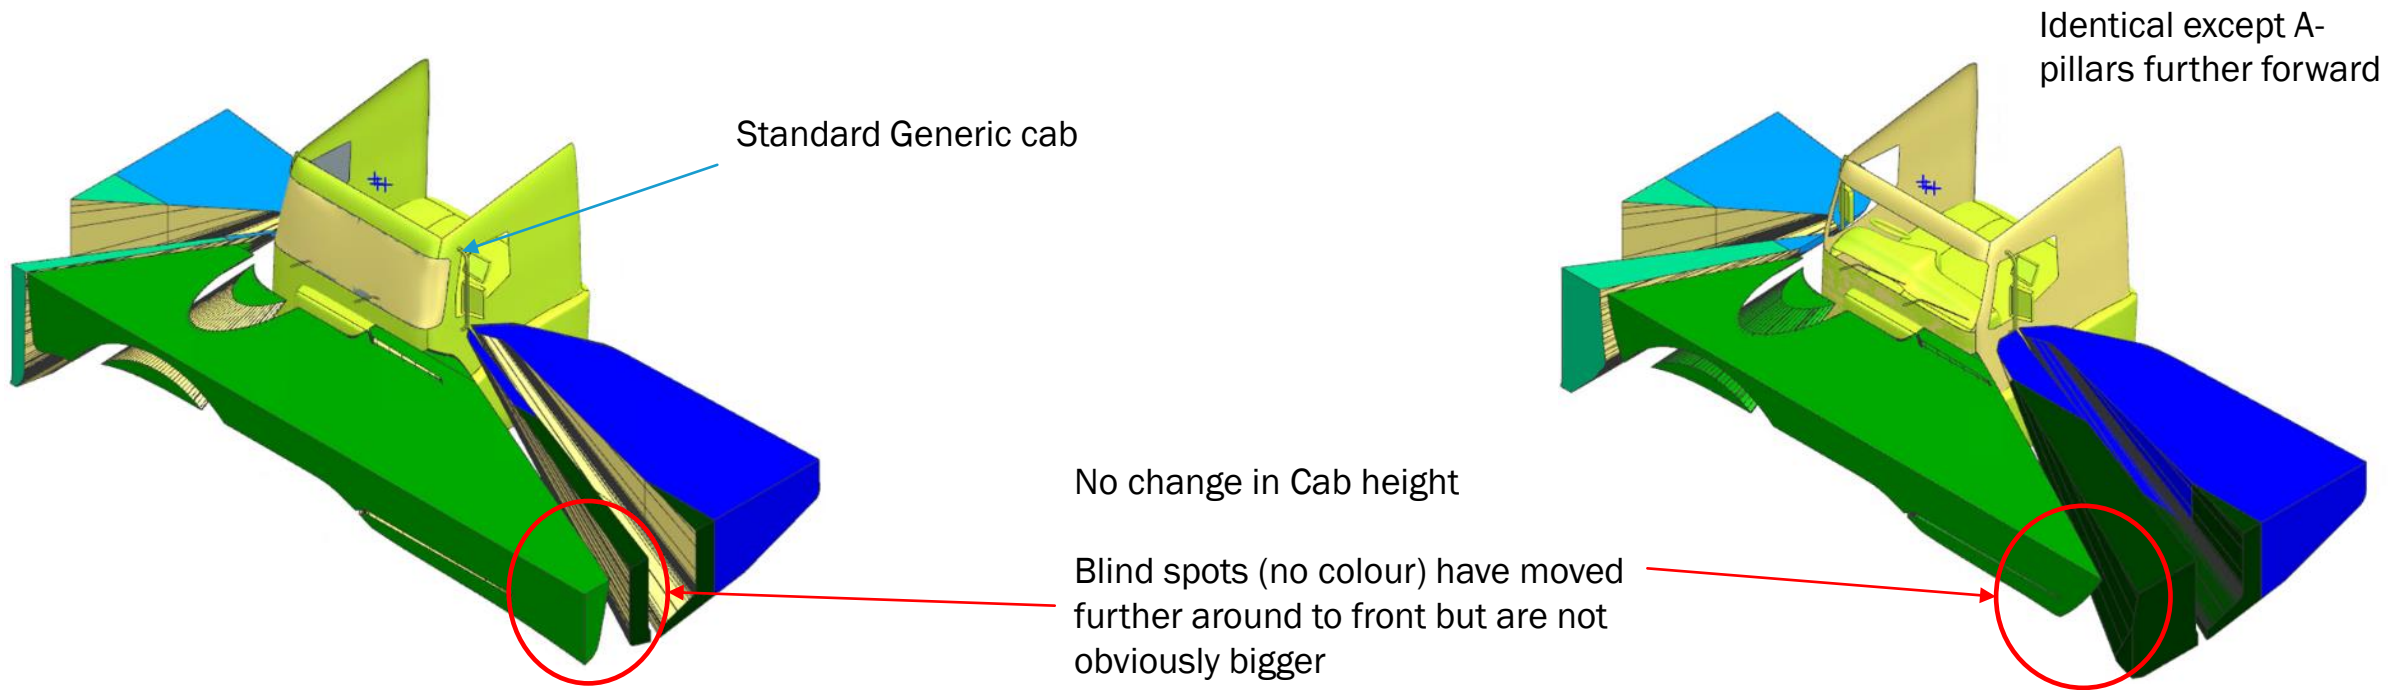 Identical except A-
pillars further forward
Standard Generic cab
No change in Cab height
Blind spots (no colour) have moved
further around to front but are not
obviously bigger